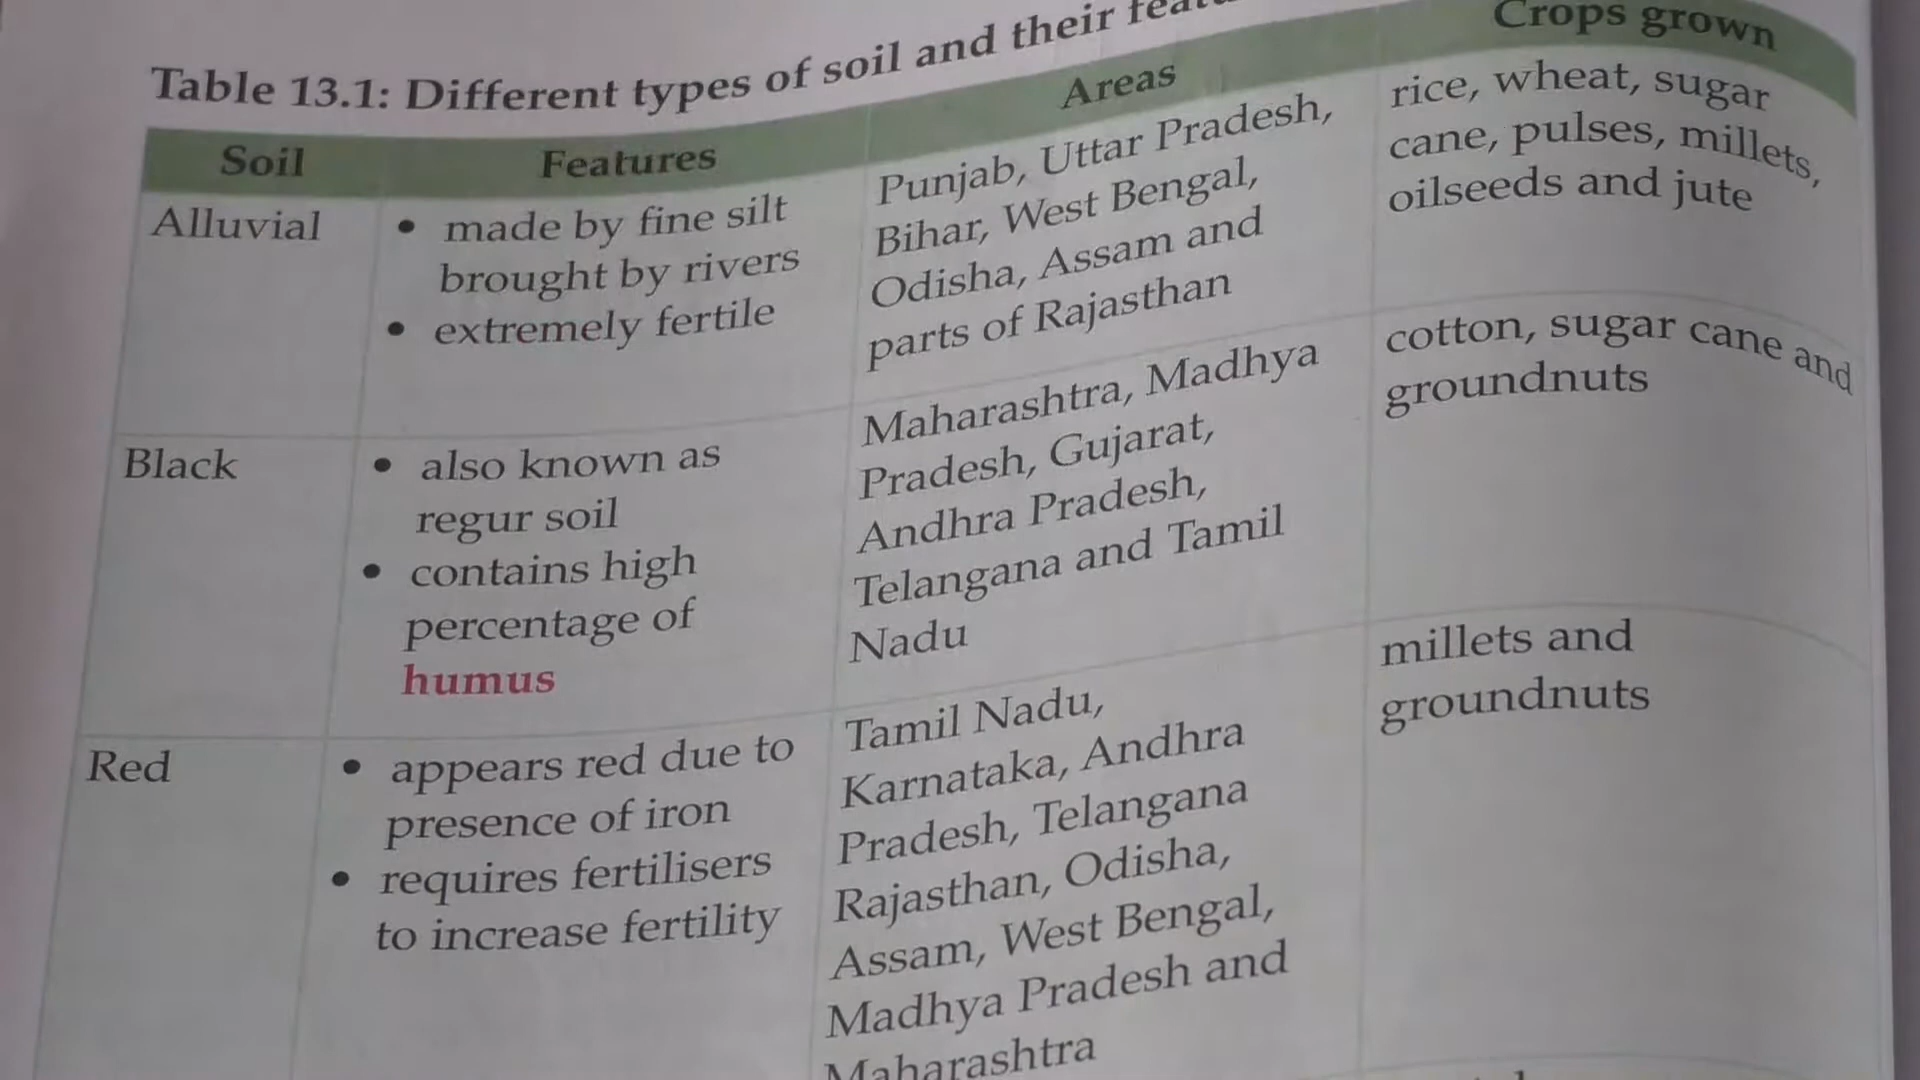 Table 13.1: Different types of soil and their
Soil
Features
Areas
Crops grown
Alluvial
• made by fine silt
brought by rivers
• extremely fertile
Punjab, Uttar Pradesh,
Bihar, West Bengal,
Odisha, Assam and
parts of Rajasthan
rice, wheat, sugar
cane, pulses, millets,
oilseeds and jute
Black
• also known as
regur soil
• contains high
percentage of
humus
Maharashtra, Madhya
Pradesh, Gujarat,
Andhra Pradesh,
Telangana and Tamil
Nadu
cotton, sugar cane and
groundnuts
Red
• appears red due to
presence of iron
• requires fertilisers
to increase fertility
Tamil Nadu,
Karnataka, Andhra
Pradesh, Telangana
Rajasthan, Odisha,
Assam, West Bengal,
Madhya Pradesh and
Maharashtra
millets and
groundnuts